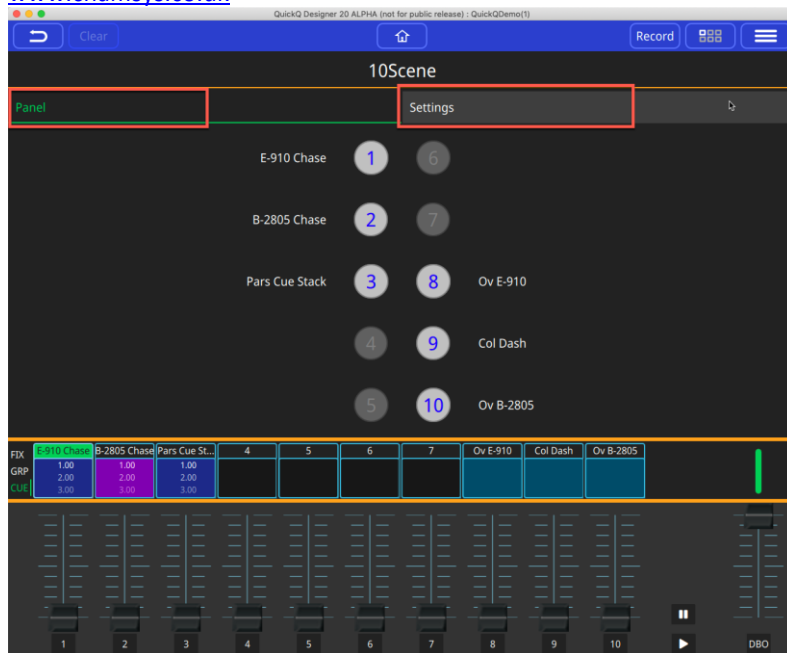 QuickQ Designer 20 ALPHA (not for public release) : QuickQDemo(1)
Clear
Record
10Scene
Panel
Settings
E-910 Chase 1 6
B-2805 Chase 2 7
Pars Cue Stack 3 8 Ov E-910
4 9 Col Dash
5 10 Ov B-2805
FIX E-910 Chase B-2805 Chase Pars Cue St... 4 5 6 7 Ov E-910 Col Dash Ov B-2805
GRP 1.00 1.00 1.00
2.00 2.00 2.00
CUE 3.00 3.00 3.00
1 2 3 4 5 6 7 8 9 10 DBO